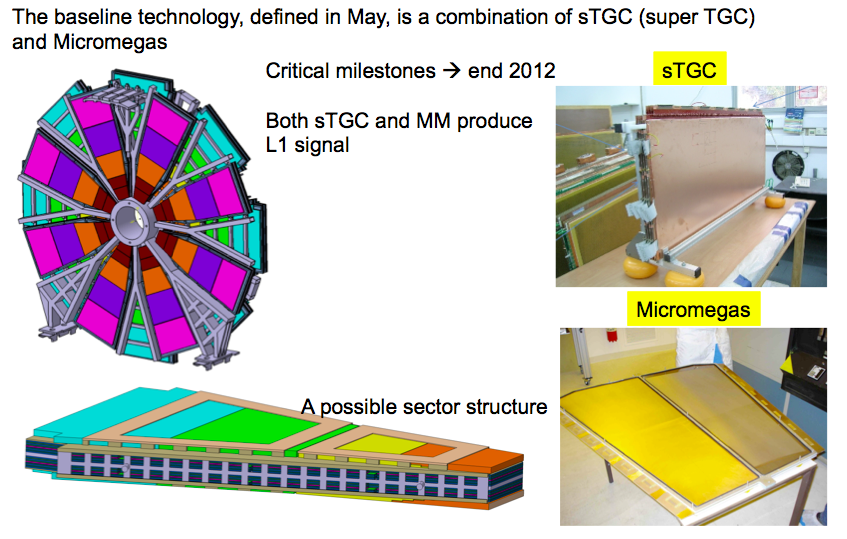 The baseline technology, defined in May, is a combination of sTGC (super TGC)
and Micromegas
Critical milestones → end 2012
sTGC
Both sTGC and MM produce
L1 signal
Micromegas
A possible sector structure